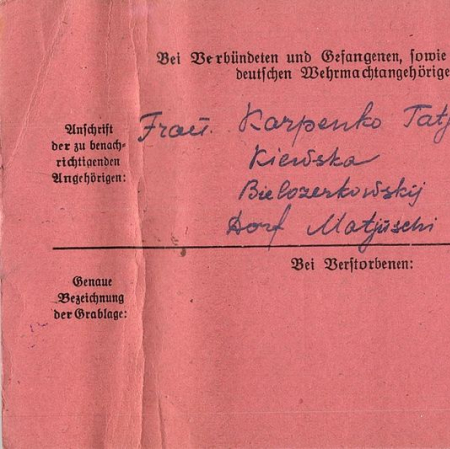 Bei Verbündeten und Gefangenen, sowie
deutschen Wehrmachtangehörige
Anschrift
der zu benach-
richtigenden
Angehörigen:
Frau Karpenko Tatj
Kiewska
Bielozerkowskij
Dorf Matjuschi
Bei Verstorbenen:
Genaue
Bezeichnung
der Grablage: